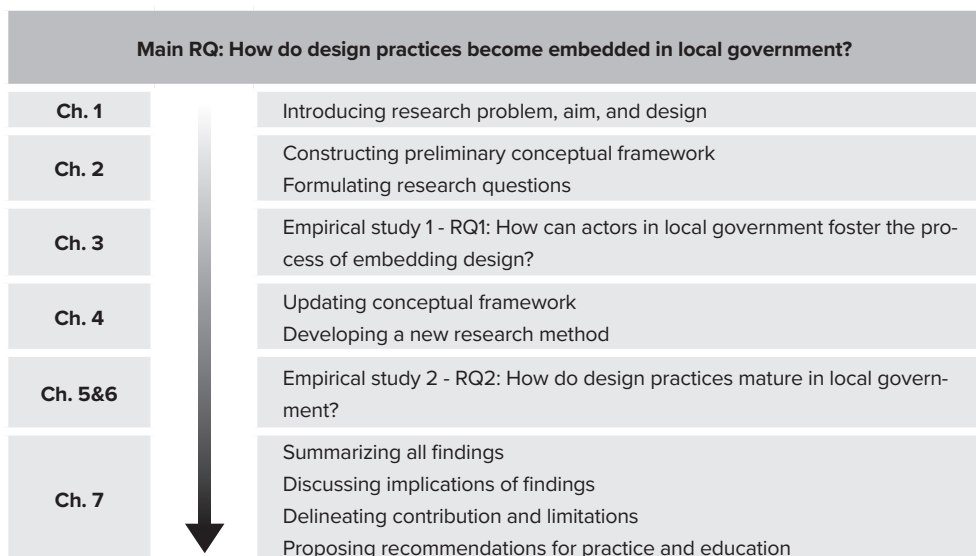 Main RQ: How do design practices become embedded in local government?
Ch. 1
Introducing research problem, aim, and design
Ch. 2
Constructing preliminary conceptual framework
Formulating research questions
Ch. 3
Empirical study 1 - RQ1: How can actors in local government foster the pro-
cess of embedding design?
Ch. 4
Updating conceptual framework
Developing a new research method
Ch. 5&6
Empirical study 2 - RQ2: How do design practices mature in local govern-
ment?
Ch. 7
Summarizing all findings
Discussing implications of findings
Delineating contribution and limitations
Proposing recommendations for practice and education